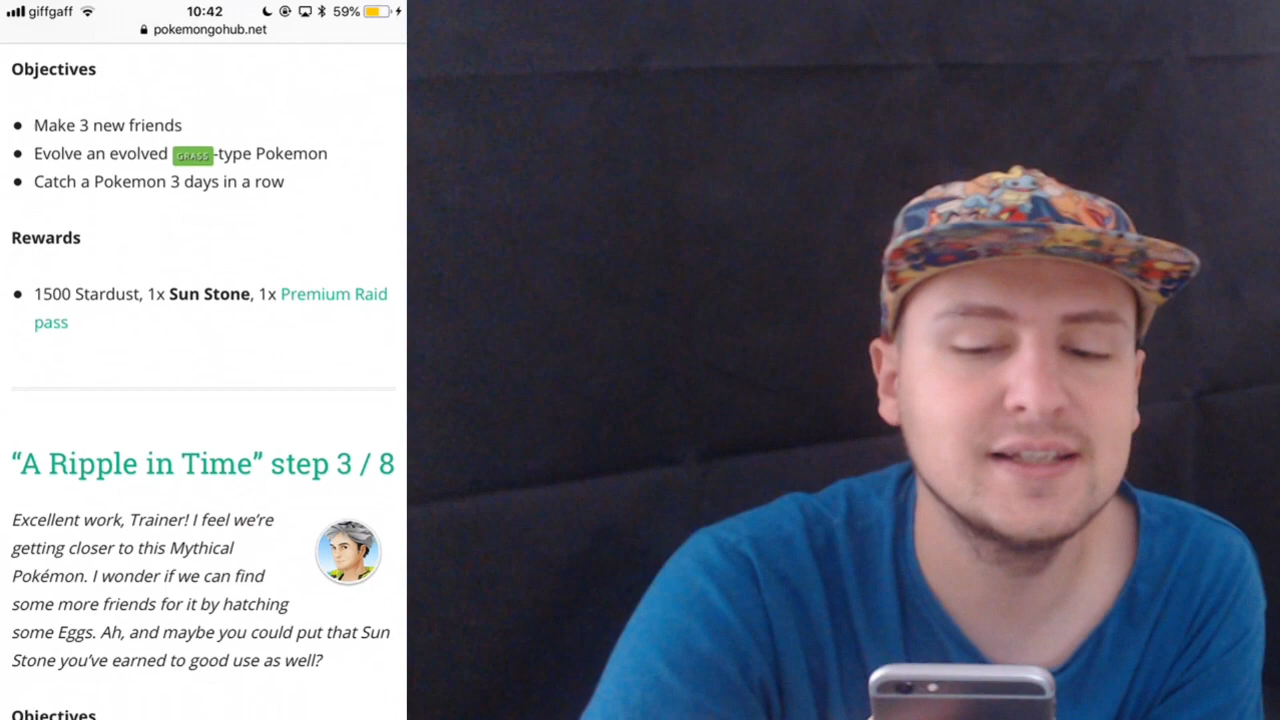 giffgaff 10:42 59%
pokemongohub.net
Objectives
Make 3 new friends
Evolve an evolved GRASS-type Pokemon
Catch a Pokemon 3 days in a row
Rewards
1500 Stardust, 1x Sun Stone, 1x Premium Raid
pass
“A Ripple in Time” step 3 / 8
Excellent work, Trainer! I feel we’re
getting closer to this Mythical
Pokémon. I wonder if we can find
some more friends for it by hatching
some Eggs. Ah, and maybe you could put that Sun
Stone you’ve earned to good use as well?
Objectives